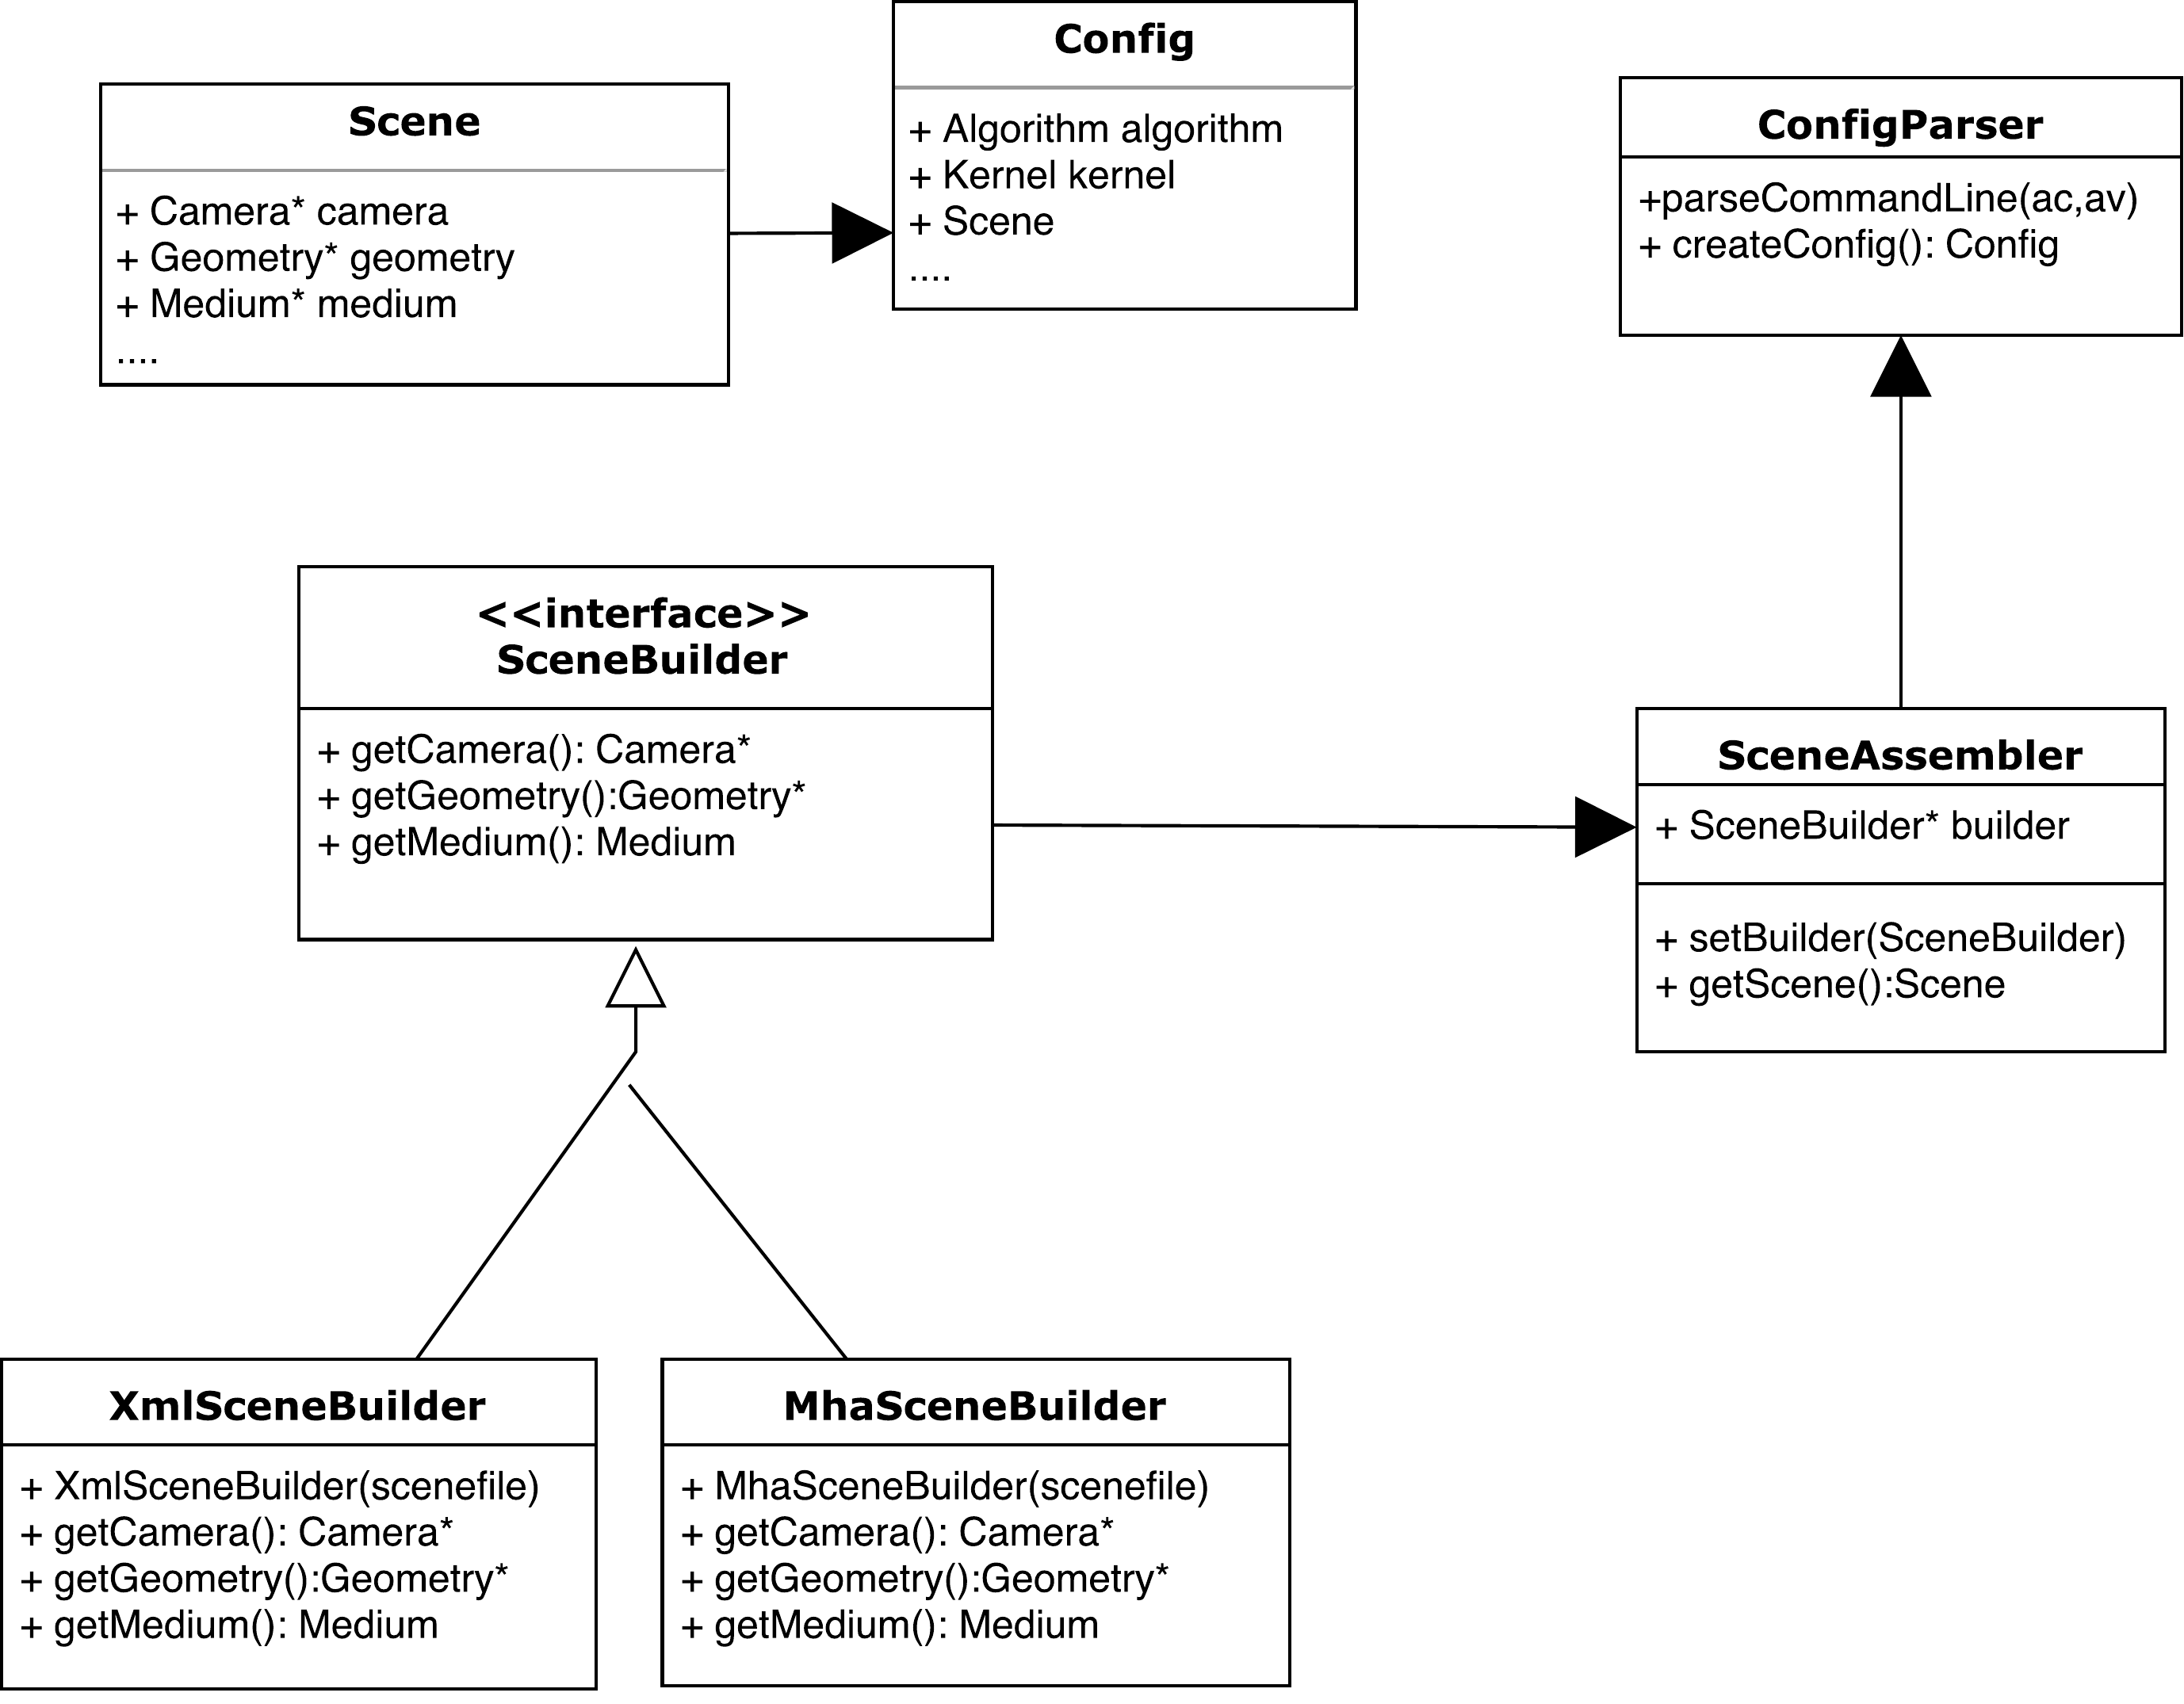 Scene
+ Camera* camera
+ Geometry* geometry
+ Medium* medium
....
Config
+ Algorithm algorithm
+ Kernel kernel
+ Scene
....
ConfigParser
+parseCommandLine(ac,av)
+ createConfig(): Config
<<interface>>
SceneBuilder
+ getCamera(): Camera*
+ getGeometry():Geometry*
+ getMedium(): Medium
SceneAssembler
+ SceneBuilder* builder
+ setBuilder(SceneBuilder)
+ getScene():Scene
XmlSceneBuilder
+ XmlSceneBuilder(scenefile)
+ getCamera(): Camera*
+ getGeometry():Geometry*
+ getMedium(): Medium
MhaSceneBuilder
+ MhaSceneBuilder(scenefile)
+ getCamera(): Camera*
+ getGeometry():Geometry*
+ getMedium(): Medium